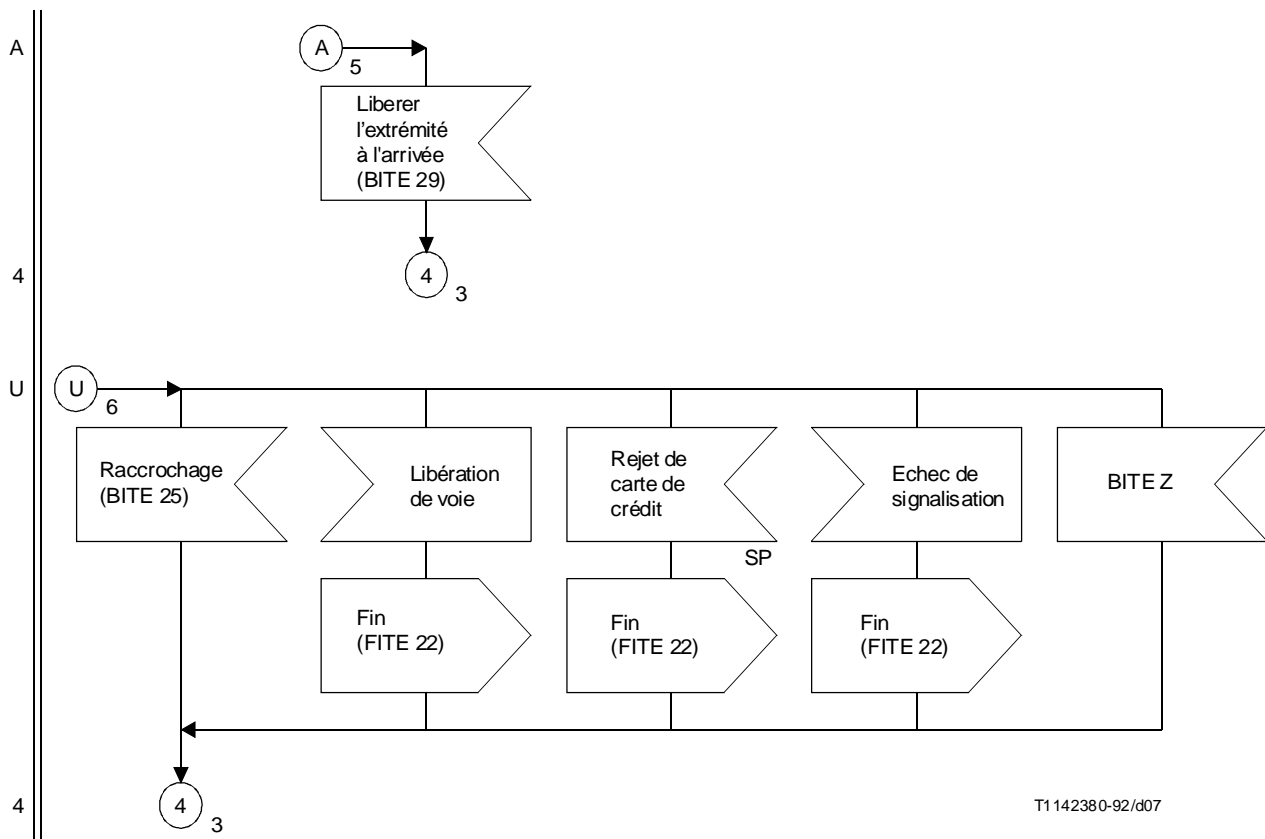 A
A
5
Liberer
l'extrémité
à l'arrivée
(BITE 29)
4
4
3
U
U
6
Raccrochage
(BITE 25)
Libération
de voie
Rejet de
carte de
crédit
Echec de
signalisation
BITE Z
SP
Fin
(FITE 22)
Fin
(FITE 22)
Fin
(FITE 22)
4
4
3
T1142380-92/d07